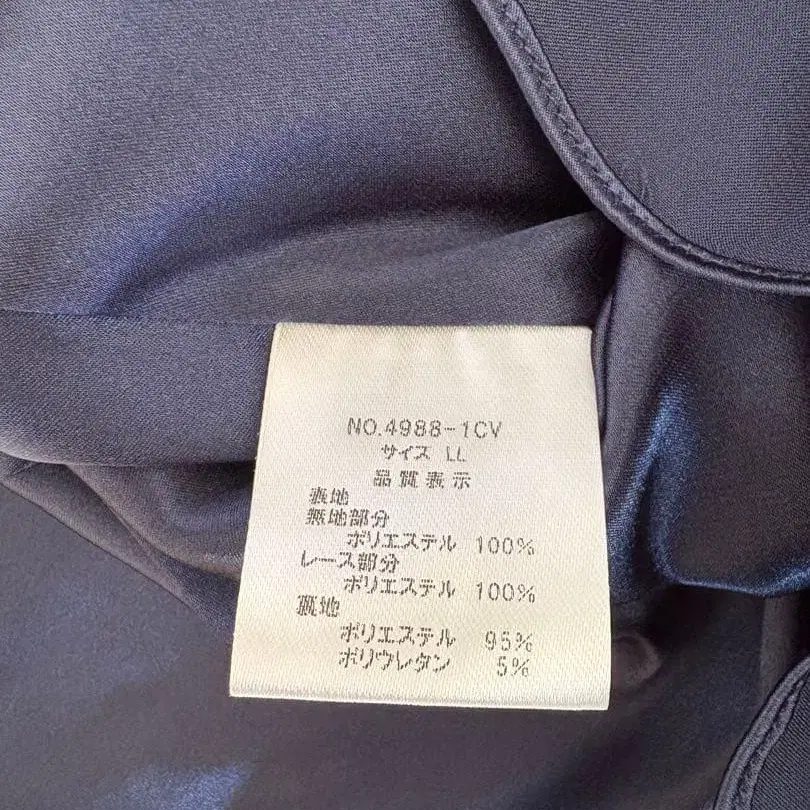 NO.4988-1CV
サイズ LL
品質表示
表地
無地部分
ポリエステル 100%
レース部分
ポリエステル 100%
裏地
ポリエステル 95%
ポリウレタン 5%